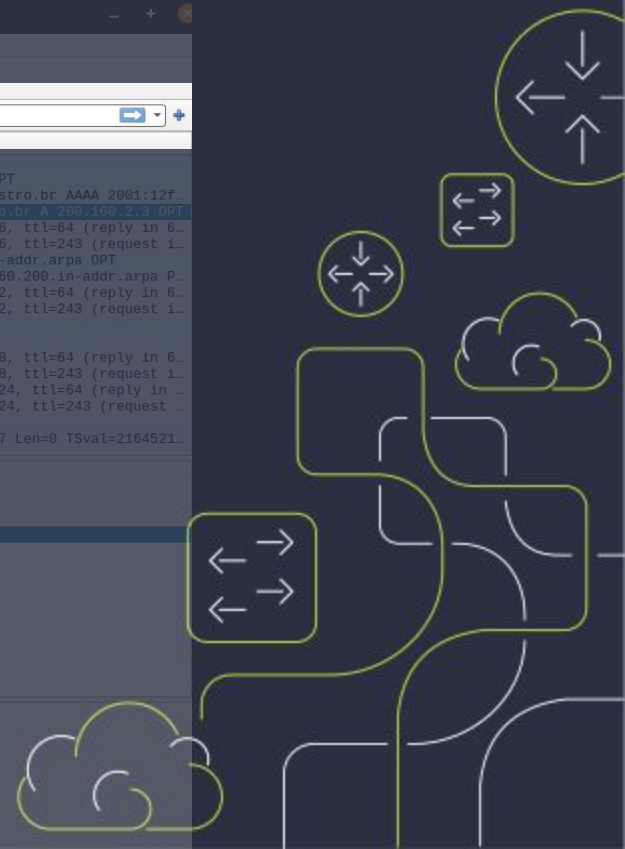 PT
stro.br AAAA 2001:12f…
o.br A 200.160.2.3 OPT
6, ttl=64 (reply in 6…
6, ttl=243 (request i…
-addr.arpa OPT
60.200.in-addr.arpa P…
2, ttl=64 (reply in 6…
2, ttl=243 (request i…
8, ttl=64 (reply in 6…
8, ttl=243 (request i…
24, ttl=64 (reply in …
24, ttl=243 (request …
7 Len=0 TSval=2164521…